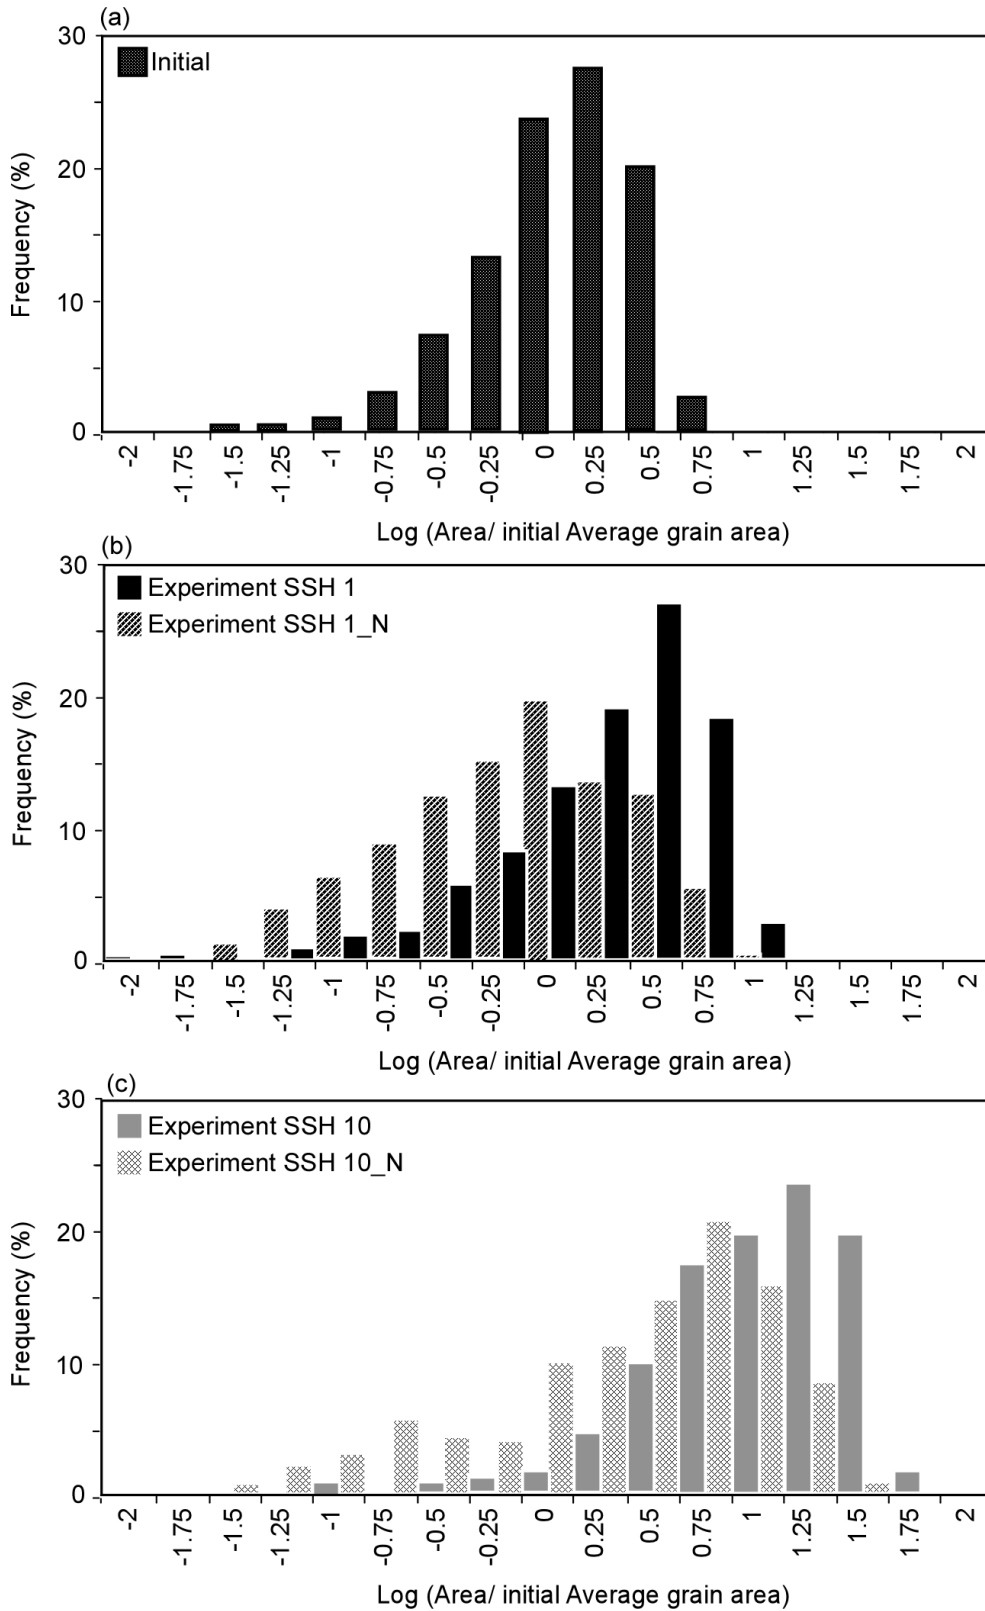 (a)
30
20
10
0
Frequency (%)
Initial
-2 -1.75 -1.5 -1.25 -1 -0.75 -0.5 -0.25 0 0.25 0.5 0.75 1 1.25 1.5 1.75 2
Log (Area/ initial Average grain area)
(b)
30
20
10
0
Frequency (%)
Experiment SSH 1
Experiment SSH 1_N
-2 -1.75 -1.5 -1.25 -1 -0.75 -0.5 -0.25 0 0.25 0.5 0.75 1 1.25 1.5 1.75 2
Log (Area/ initial Average grain area)
(c)
30
20
10
0
Frequency (%)
Experiment SSH 10
Experiment SSH 10_N
-2 -1.75 -1.5 -1.25 -1 -0.75 -0.5 -0.25 0 0.25 0.5 0.75 1 1.25 1.5 1.75 2
Log (Area/ initial Average grain area)